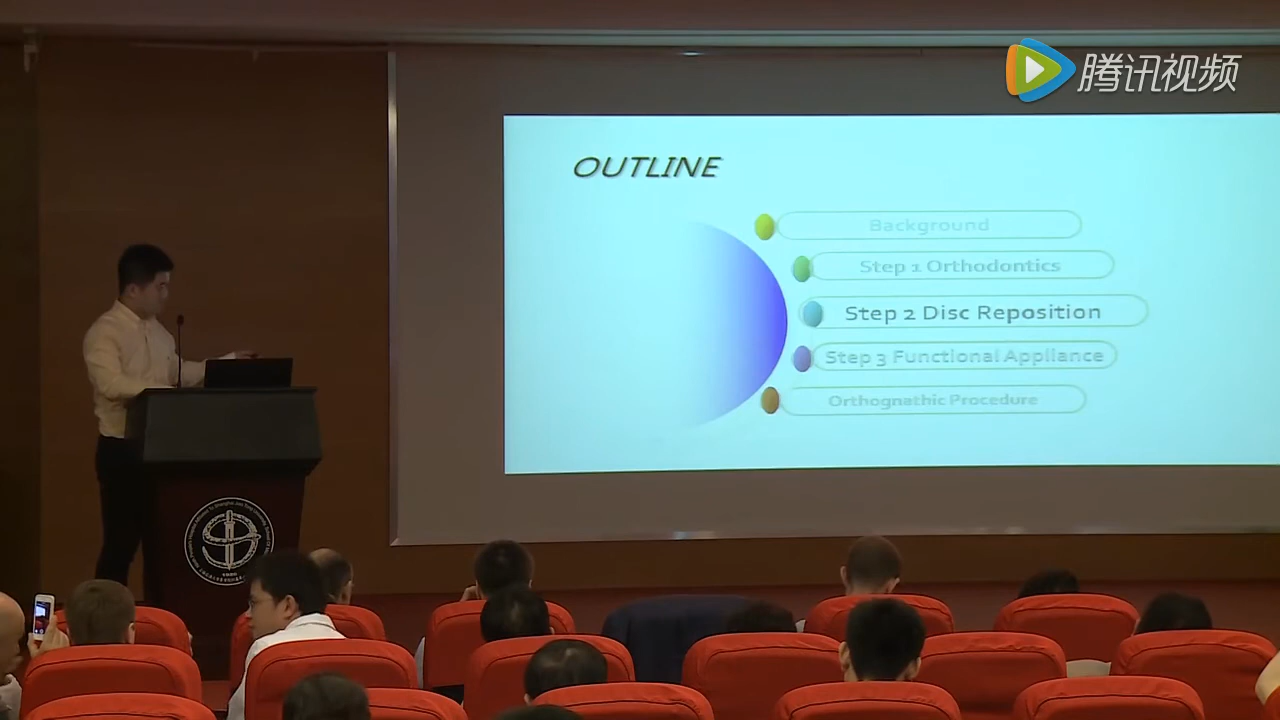 腾讯视频
OUTLINE
Background
Step 1 Orthodontics
Step 2 Disc Reposition
Step 3 Functional Appliance
Orthognathic Procedure